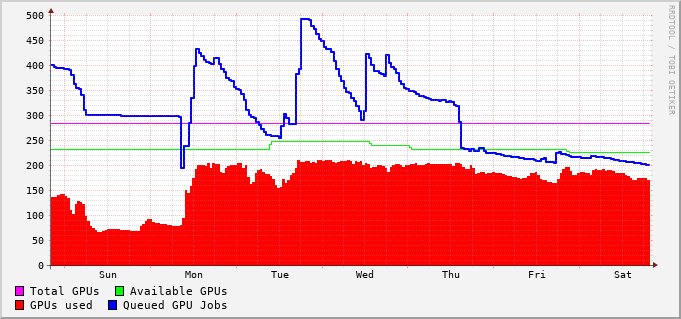 500
450
400
350
300
250
200
150
100
50
0
Sun Mon Tue Wed Thu Fri Sat
Total GPUs Available GPUs
GPUs used Queued GPU Jobs
RRDTOOL / TOBI OETIKER